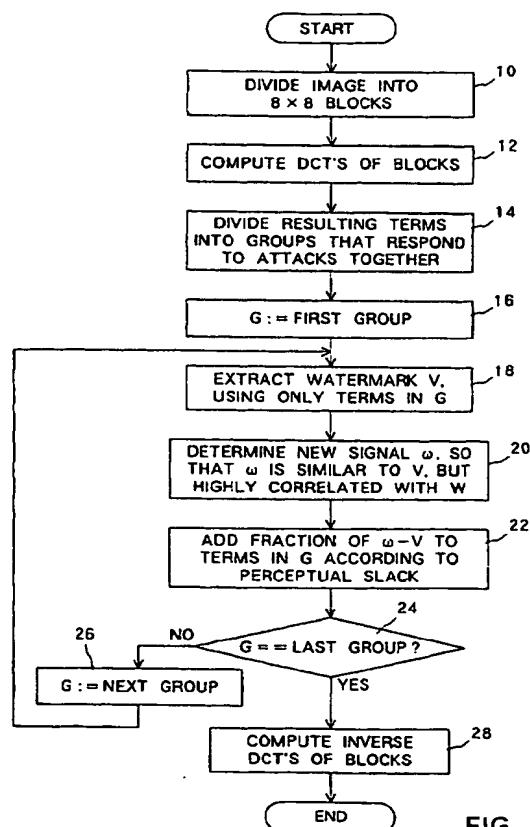 START
10
DIVIDE IMAGE INTO
8 × 8 BLOCKS
12
COMPUTE DCT'S OF BLOCKS
14
DIVIDE RESULTING TERMS
INTO GROUPS THAT RESPOND
TO ATTACKS TOGETHER
16
G := FIRST GROUP
18
EXTRACT WATERMARK V,
USING ONLY TERMS IN G
20
DETERMINE NEW SIGNAL ω, SO
THAT ω IS SIMILAR TO V, BUT
HIGHLY CORRELATED WITH W
22
ADD FRACTION OF ω-V TO
TERMS IN G ACCORDING TO
PERCEPTUAL SLACK
24
G == LAST GROUP?
NO
26
G := NEXT GROUP
YES
28
COMPUTE INVERSE
DCT'S OF BLOCKS
END
FIG